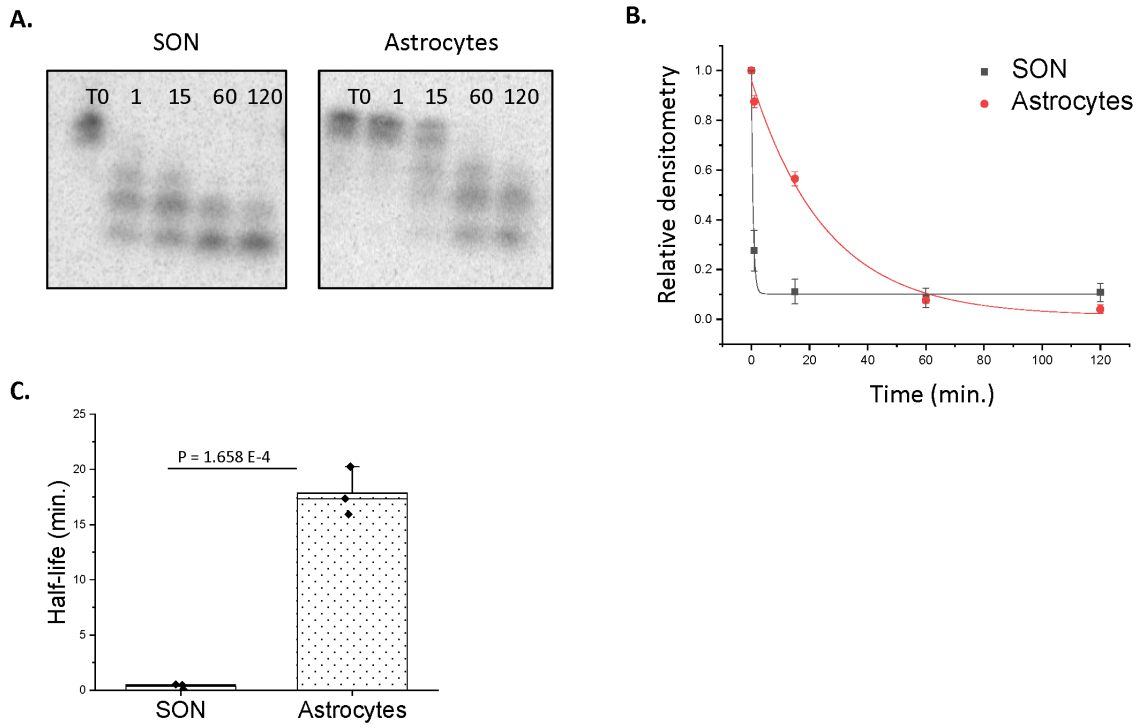 A.
SON
Astrocytes
T0 1 15 60 120
T0 1 15 60 120
B.
SON
Astrocytes
Relative densitometry
1.0
0.8
0.6
0.4
0.2
0.0
0 20 40 60 80 100 120
Time (min.)
C.
Half-life (min.)
25
20
15
10
5
0
P = 1.658 E-4
SON Astrocytes